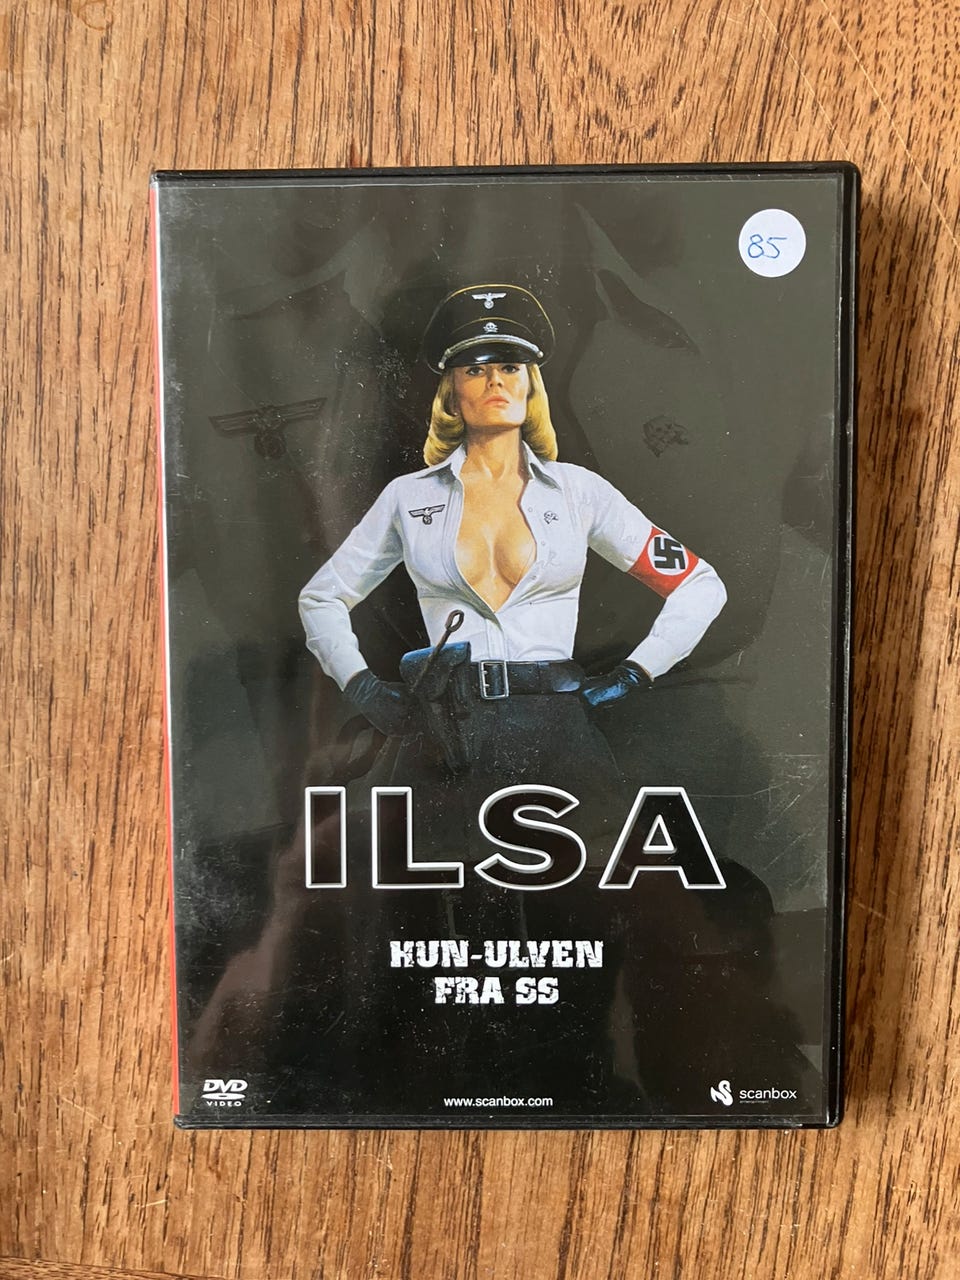 85
ILSA
HUN-ULVEN
FRA SS
DVD
VIDEO
www.scanbox.com
scanbox